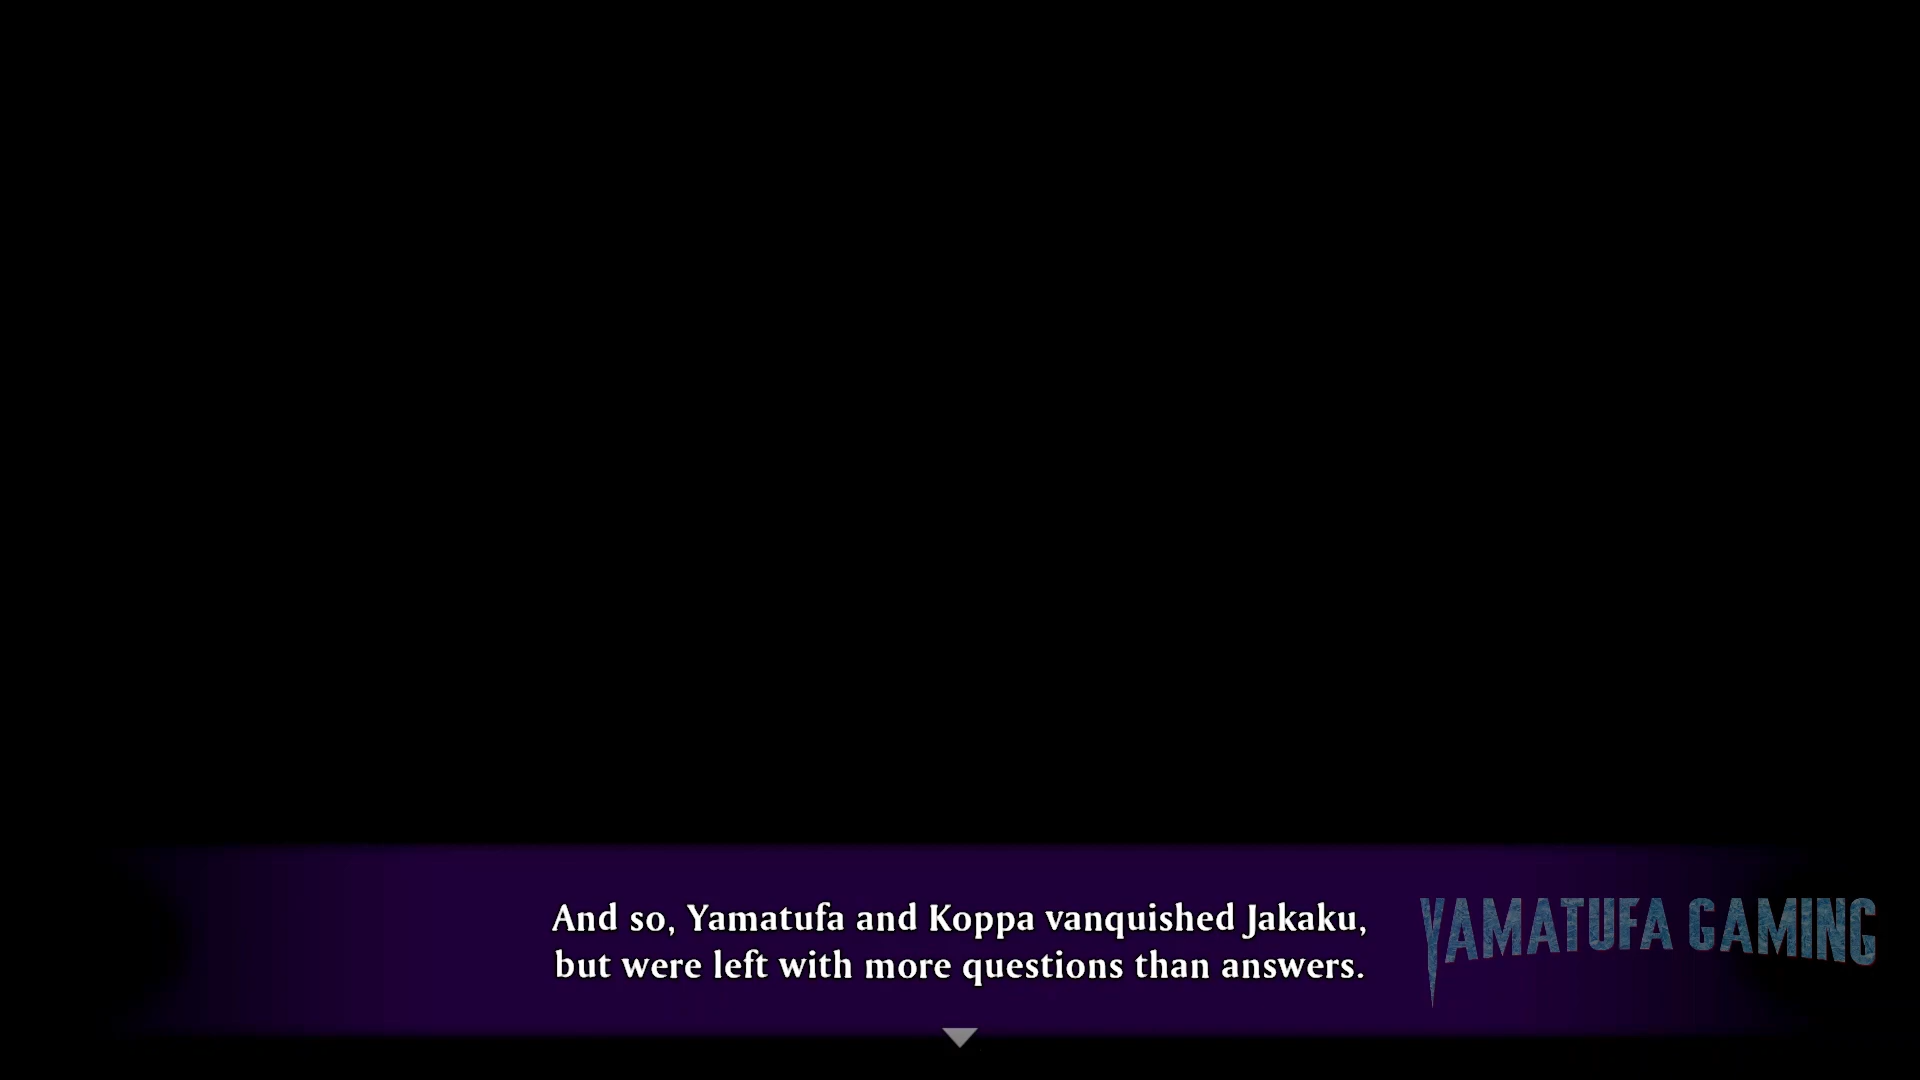 And so, Yamatufa and Koppa vanquished Jakaku,
but were left with more questions than answers.
YAMATUFA GAMING